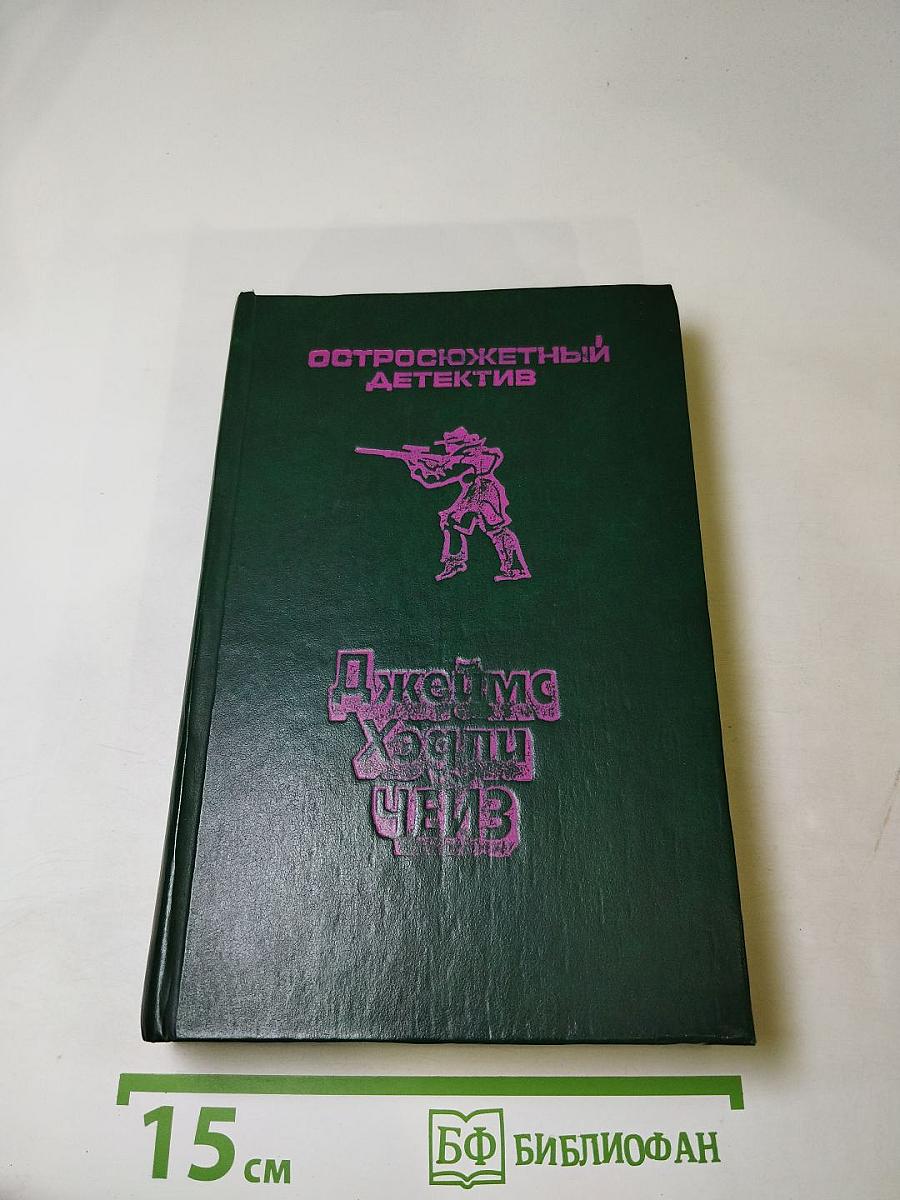 ОСТРОСЮЖЕТНЫЙ
ДЕТЕКТИВ
Джеймс
Хэдли
ЧЕЙЗ
15 см
БФ БИБЛИОФАН